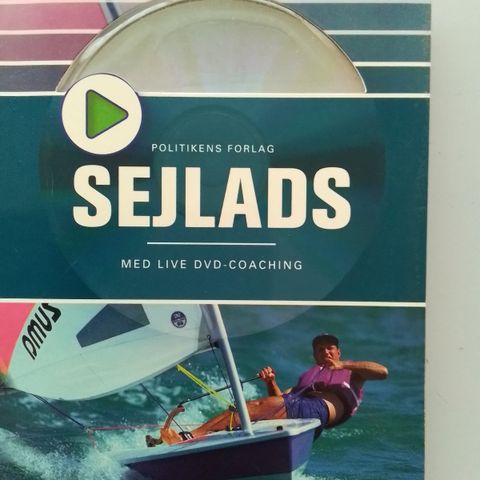 POLITIKENS FORLAG
SEJLADS
MED LIVE DVD-COACHING